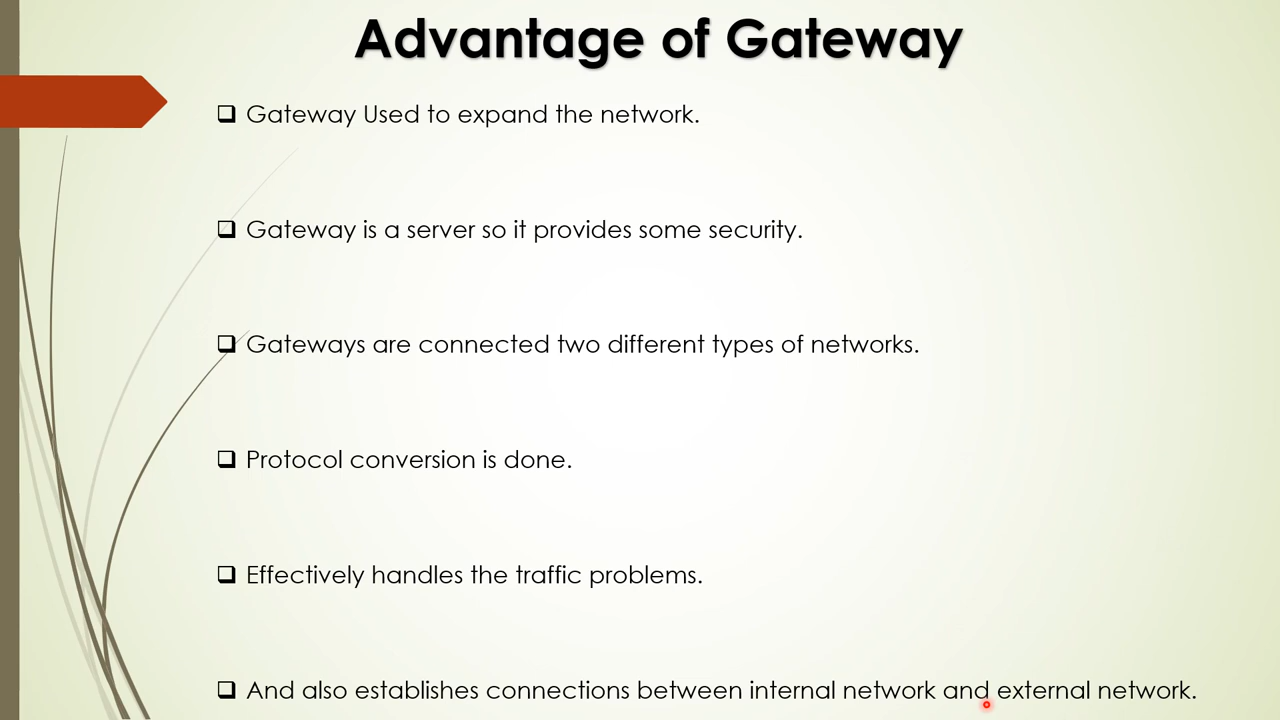 Advantage of Gateway
❑ Gateway Used to expand the network.
❑ Gateway is a server so it provides some security.
❑ Gateways are connected two different types of networks.
❑ Protocol conversion is done.
❑ Effectively handles the traffic problems.
❑ And also establishes connections between internal network and external network.